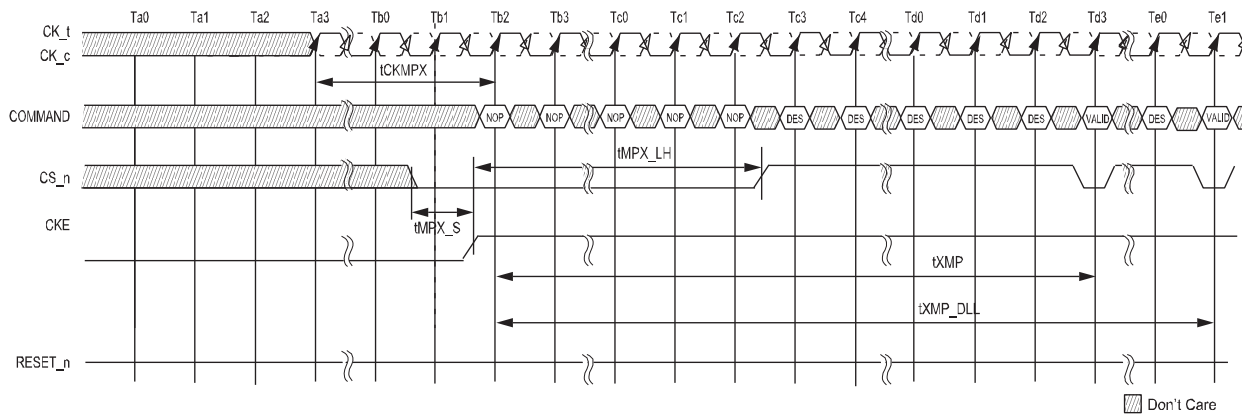 Ta0 Ta1 Ta2 Ta3 Tb0 Tb1 Tb2 Tb3 Tc0 Tc1 Tc2 Tc3 Tc4 Td0 Td1 Td2 Td3 Te0 Te1
CK_t
CK_c
tCKMPX
COMMAND NOP NOP NOP NOP NOP DES DES DES DES DES VALID DES VALID
tMPX_LH
CS_n
tMPX_S
CKE
tXMP
tXMP_DLL
RESET_n
Don't Care